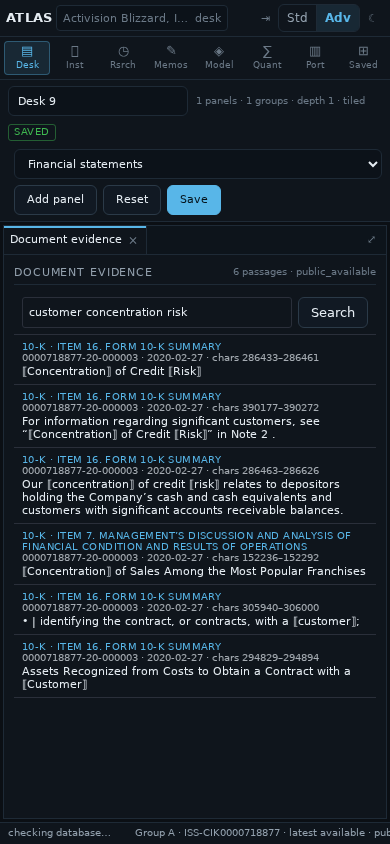 ATLAS Activision Blizzard, I... desk Std Adv
Desk Inst Rsrch Memos Model Quant Port Saved
Desk 9 1 panels · 1 groups · depth 1 · tiled
SAVED
Financial statements
Add panel Reset Save
Document evidence ×
DOCUMENT EVIDENCE 6 passages · public_available
customer concentration risk Search
10-K · ITEM 16. FORM 10-K SUMMARY
0000718877-20-000003 · 2020-02-27 · chars 286433–286461
⟦Concentration⟧ of Credit ⟦Risk⟧
10-K · ITEM 16. FORM 10-K SUMMARY
0000718877-20-000003 · 2020-02-27 · chars 390177–390272
For information regarding significant customers, see
“⟦Concentration⟧ of Credit ⟦Risk⟧” in Note 2 .
10-K · ITEM 16. FORM 10-K SUMMARY
0000718877-20-000003 · 2020-02-27 · chars 286463–286626
Our ⟦concentration⟧ of credit ⟦risk⟧ relates to depositors
holding the Company’s cash and cash equivalents and
customers with significant accounts receivable balances.
10-K · ITEM 7. MANAGEMENT’S DISCUSSION AND ANALYSIS OF
FINANCIAL CONDITION AND RESULTS OF OPERATIONS
0000718877-20-000003 · 2020-02-27 · chars 152236–152292
⟦Concentration⟧ of Sales Among the Most Popular Franchises
10-K · ITEM 16. FORM 10-K SUMMARY
0000718877-20-000003 · 2020-02-27 · chars 305940–306000
• | identifying the contract, or contracts, with a ⟦customer⟧;
10-K · ITEM 16. FORM 10-K SUMMARY
0000718877-20-000003 · 2020-02-27 · chars 294829–294894
Assets Recognized from Costs to Obtain a Contract with a
⟦Customer⟧
checking database... Group A · ISS-CIK0000718877 · latest available · pub